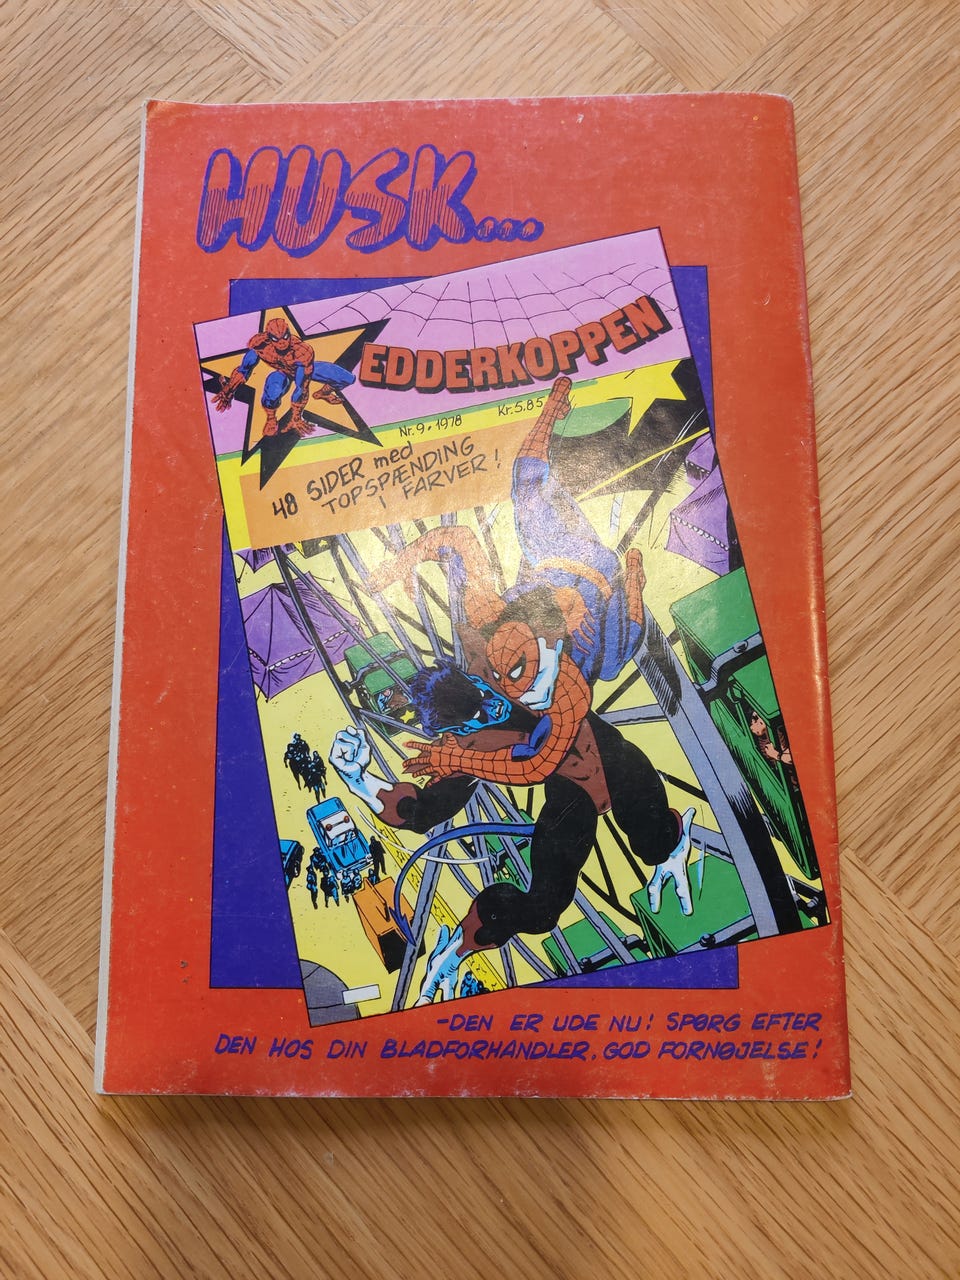 HUSK...
EDDERKOPPEN
Nr. 9 • 1978 Kr. 5.85
48 SIDER med
TOPSPÆNDING
I FARVER!
-DEN ER UDE NU! SPØRG EFTER
DEN HOS DIN BLADFORHANDLER. GOD FORNØJELSE!